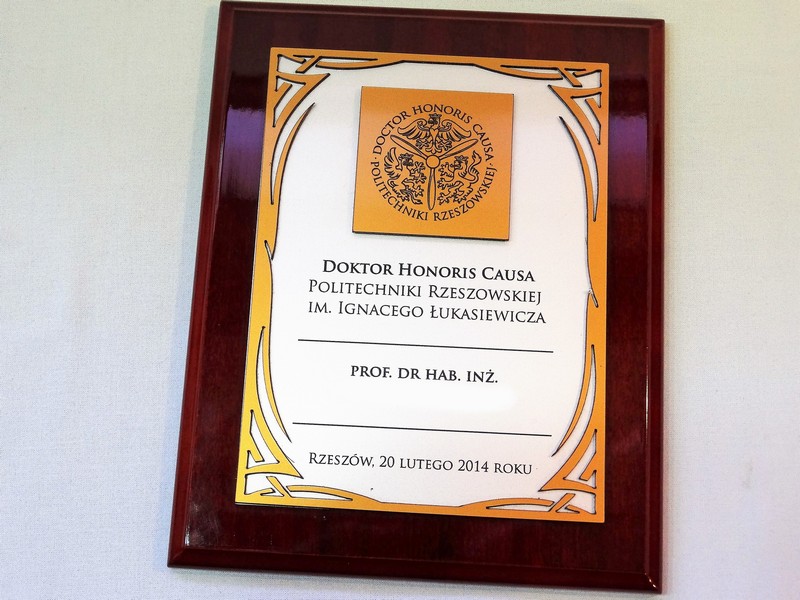 DOCTOR HONORIS CAUSA
· POLITECHNIKI RZESZOWSKIEJ ·
DOKTOR HONORIS CAUSA
POLITECHNIKI RZESZOWSKIEJ
IM. IGNACEGO ŁUKASIEWICZA
PROF. DR HAB. INŻ.
RZESZÓW, 20 LUTEGO 2014 ROKU